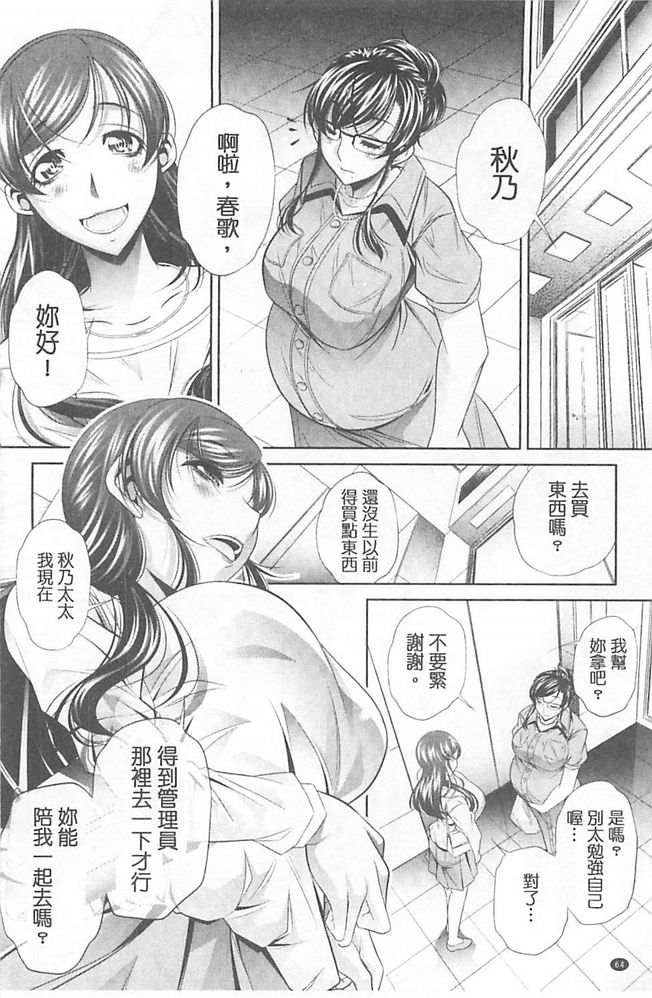 秋乃
啊啦，春歌，
妳好！
去買
東西嗎？
還沒生以前
得買點東西
我幫
妳拿吧？
不要緊
謝謝。
是嗎？
別太勉強自己
喔…
對了…
秋乃太太
我現在
得到管理員
那裡去一下才行
妳能
陪我一起去嗎？
64